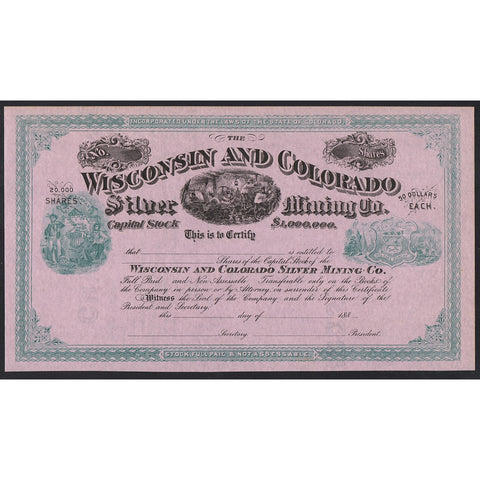 INCORPORATED UNDER THE LAWS OF THE STATE OF COLORADO.
No.
THE
Shares
WISCONSIN AND COLORADO
20,000 SHARES
Silver Mining Co.
50 DOLLARS EACH.
Capital Stock $1,000,000.
This is to Certify
that is entitled to
Shares of the Capital Stock of the
WISCONSIN AND COLORADO SILVER MINING CO.
Full Paid and Non Assessable Transferable only on the Books of
the Company in person or by Attorney, on surrender of this Certificate
Witness the Seal of the Company and the Signature of the
President and Secretary.
this day of 188
Secretary. President.
STOCK FULL PAID & NOT ASSESSABLE